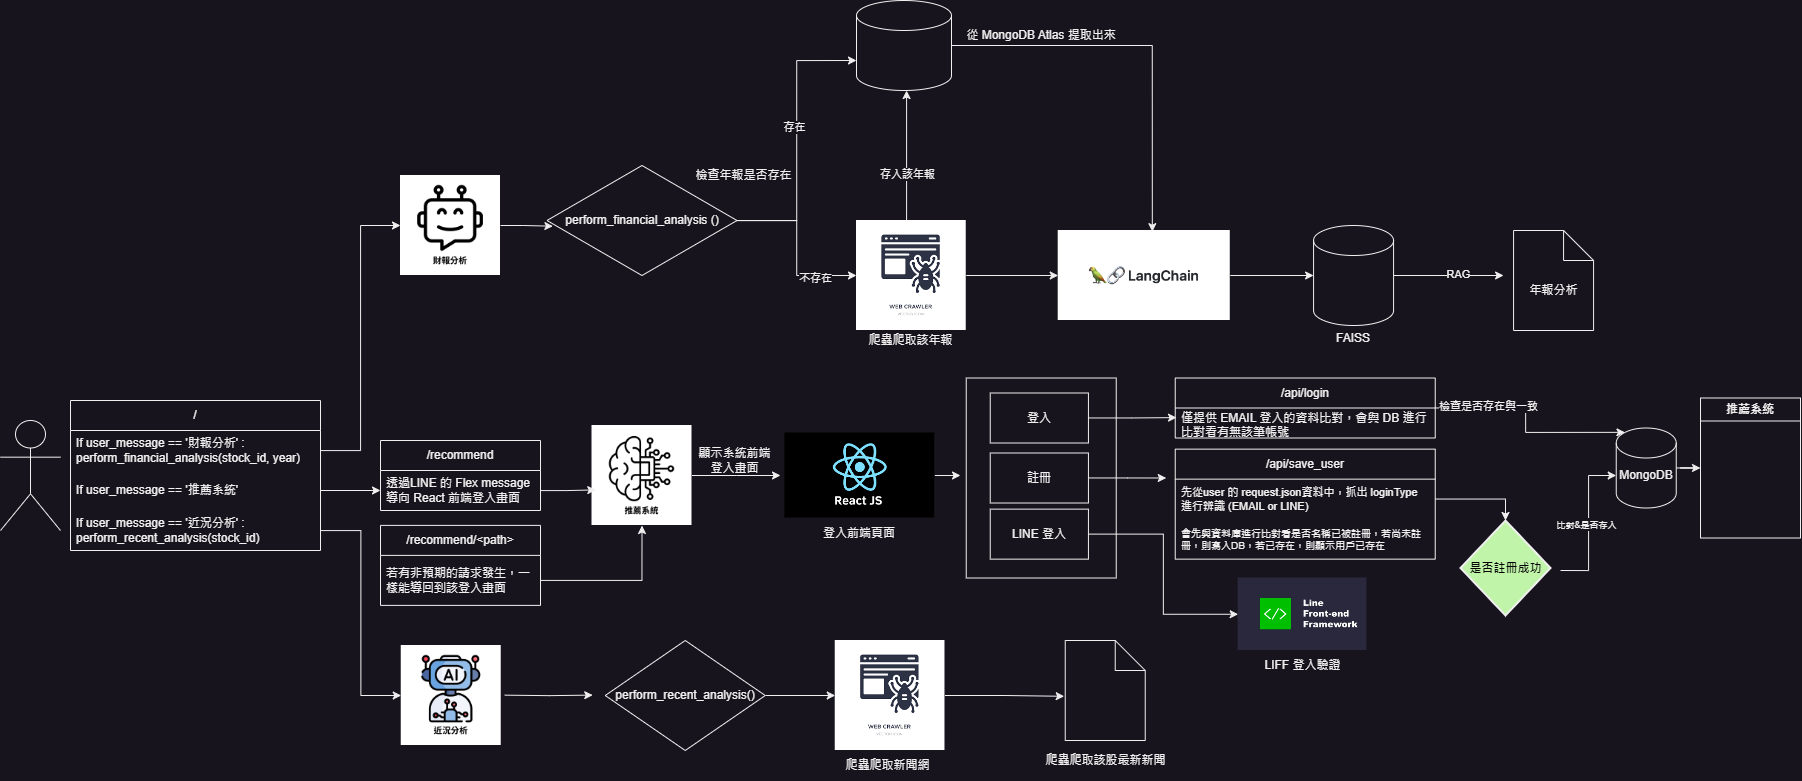 從 MongoDB Atlas 提取出來
存在
檢查年報是否存在
存入該年報
perform_financial_analysis ()
不存在
財報分析
WEB CRAWLER
爬蟲爬取該年報
LangChain
FAISS
RAG
年報分析
/
If user_message == '財報分析' :
perform_financial_analysis(stock_id, year)
If user_message == '推薦系統'
If user_message == '近況分析' :
perform_recent_analysis(stock_id)
/recommend
透過LINE 的 Flex message
導向 React 前端登入畫面
/recommend/<path>
若有非預期的請求發生，一
樣能導回到該登入畫面
推薦系統
顯示系統前端
登入畫面
React JS
登入前端頁面
登入
註冊
LINE 登入
/api/login
僅提供 EMAIL 登入的資料比對，會與 DB 進行
比對看有無該筆帳號
/api/save_user
先從user 的 request.json資料中，抓出 loginType
進行辨識 (EMAIL or LINE)
會先與資料庫進行比對看是否名稱已被註冊，若尚未註
冊，則寫入DB，若已存在，則顯示用戶已存在
檢查是否存在與一致
MongoDB
推薦系統
比對&是否存入
是否註冊成功
Line
Front-end
Framework
LIFF 登入驗證
AI
近況分析
perform_recent_analysis()
WEB CRAWLER
爬蟲爬取新聞網
爬蟲爬取該股最新新聞